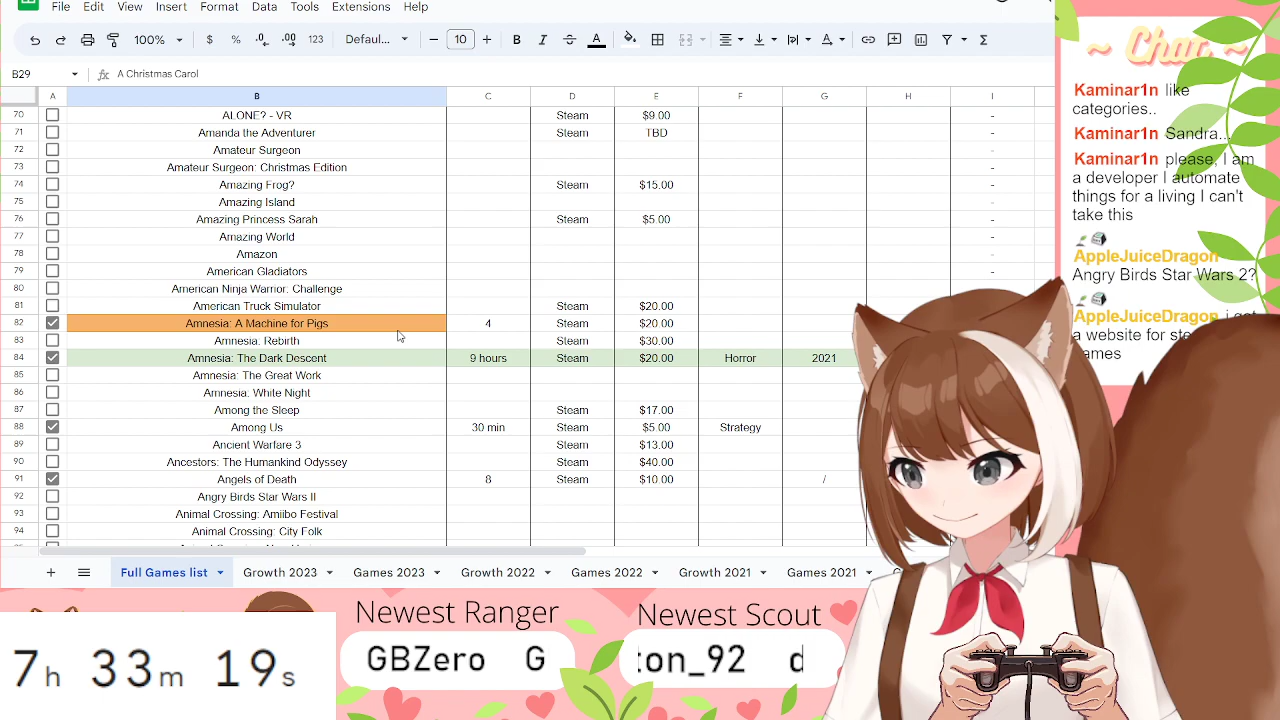 File Edit View Insert Format Data Tools Extensions Help
100% $ % .0 .00 123 Defaul... − 10 + B I A Σ
B29 fx A Christmas Carol
A B C D E F G H I
70 ALONE? - VR Steam $9.00 -
71 Amanda the Adventurer Steam TBD -
72 Amateur Surgeon -
73 Amateur Surgeon: Christmas Edition -
74 Amazing Frog? Steam $15.00 -
75 Amazing Island -
76 Amazing Princess Sarah Steam $5.00 -
77 Amazing World -
78 Amazon -
79 American Gladiators -
80 American Ninja Warrior: Challenge
81 American Truck Simulator Steam $20.00
82 Amnesia: A Machine for Pigs 4 Steam $20.00
83 Amnesia: Rebirth Steam $30.00
84 Amnesia: The Dark Descent 9 hours Steam $20.00 Horror 2021
85 Amnesia: The Great Work
86 Amnesia: White Night
87 Among the Sleep Steam $17.00
88 Among Us 30 min Steam $5.00 Strategy
89 Ancient Warfare 3 Steam $13.00
90 Ancestors: The Humankind Odyssey Steam $40.00
91 Angels of Death 8 Steam $10.00 /
92 Angry Birds Star Wars II
93 Animal Crossing: Amiibo Festival
94 Animal Crossing: City Folk
+ Full Games list Growth 2023 Games 2023 Growth 2022 Games 2022 Growth 2021 Games 2021
~ Chat ~
Kaminar1n like
categories..
Kaminar1n Sandra...
Kaminar1n please, I am
a developer I automate
things for a living I can't
take this
AppleJuiceDragon
Angry Birds Star Wars 2?
AppleJuiceDragon i got
a website for
games
Newest Ranger
GBZero G
Newest Scout
:on_92 d
7h 33m 19s